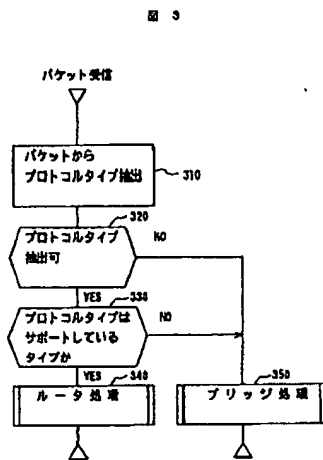 図 3
パケット受信
パケットから
プロトコルタイプ抽出
310
320
プロトコルタイプ
抽出可
NO
YES
330
プロトコルタイプは
サポートしている
タイプか
NO
YES
340
ルータ処理
350
ブリッジ処理